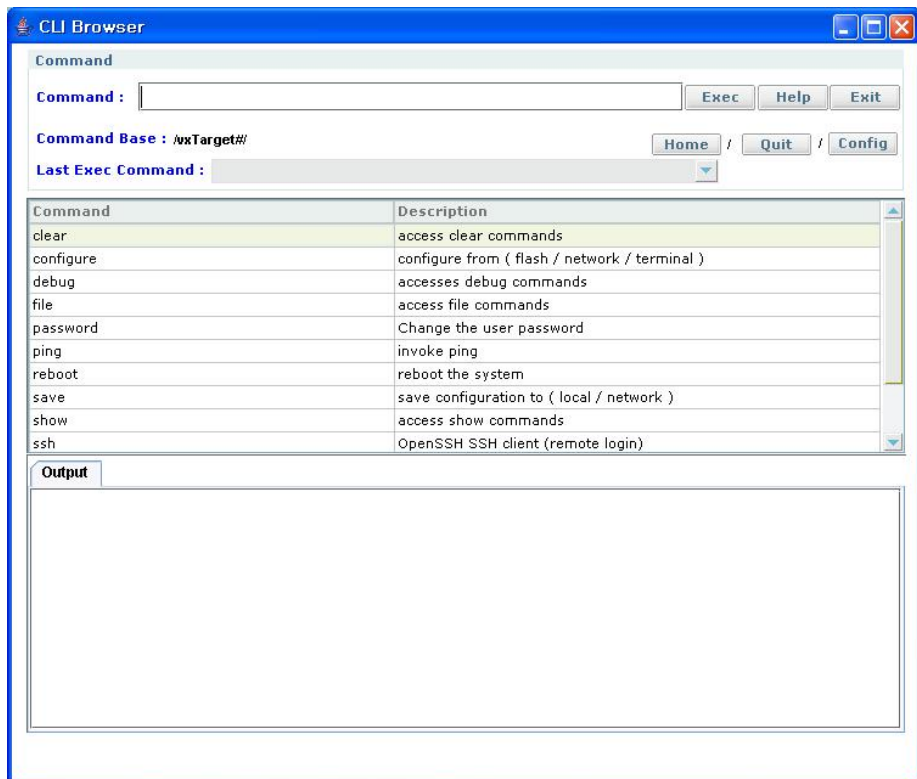 CLI Browser
Command
Command : Exec Help Exit
Command Base : /vxTarget#/ Home / Quit / Config
Last Exec Command :
Command Description
clear access clear commands
configure configure from ( flash / network / terminal )
debug accesses debug commands
file access file commands
password Change the user password
ping invoke ping
reboot reboot the system
save save configuration to ( local / network )
show access show commands
ssh OpenSSH SSH client (remote login)
Output